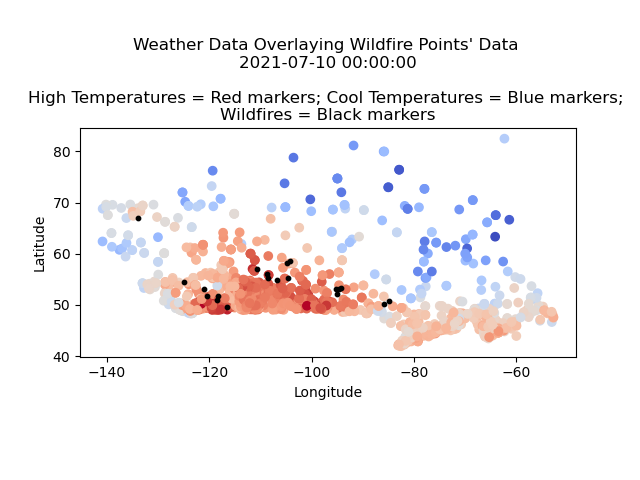 Weather Data Overlaying Wildfire Points' Data
2021-07-10 00:00:00
High Temperatures = Red markers; Cool Temperatures = Blue markers;
Wildfires = Black markers
80
70
60
50
40
Latitude
−140
−120
−100
−80
−60
Longitude